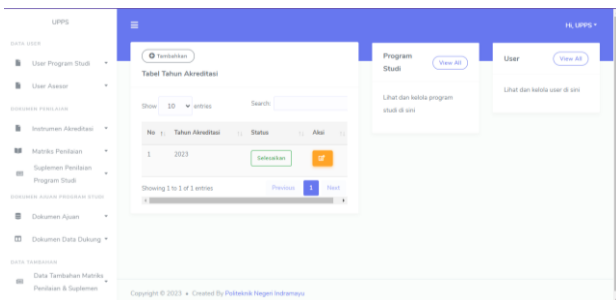 UPPS
Hi, UPPS
DATA USER
User Program Studi
User Asesor
DOKUMEN PENILAIAN
Instrumen Akreditasi
Matriks Penilaian
Suplemen Penilaian
Program Studi
DOKUMEN AJUAN PROGRAM STUDI
Dokumen Ajuan
Dokumen Data Dukung
DATA TAMBAHAN
Data Tambahan Matriks
Penilaian & Suplemen
Tambahkan
Tabel Tahun Akreditasi
Show 10 entries Search:
No Tahun Akreditasi Status Aksi
1 2023 Selesaikan
Showing 1 to 1 of 1 entries Previous 1 Next
Program
Studi
View All
Lihat dan kelola program
studi di sini
User View All
Lihat dan kelola user di sini
Copyright © 2023 • Created By Politeknik Negeri Indramayu